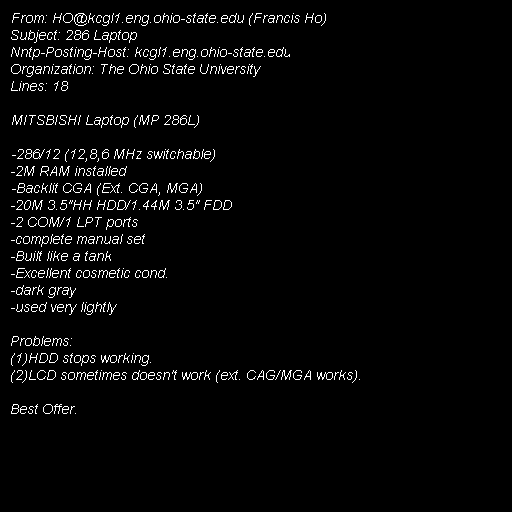 From: HO@kcgl1.eng.ohio-state.edu (Francis Ho)
Subject: 286 Laptop
Nntp-Posting-Host: kcgl1.eng.ohio-state.edu
Organization: The Ohio State University
Lines: 18

MITSBISHI Laptop (MP 286L)

-286/12 (12,8,6 MHz switchable)
-2M RAM installed
-Backlit CGA (Ext. CGA, MGA)
-20M 3.5"HH HDD/1.44M 3.5" FDD
-2 COM/1 LPT ports
-complete manual set
-Built like a tank
-Excellent cosmetic cond.
-dark gray
-used very lightly

Problems:
(1)HDD stops working.
(2)LCD sometimes doesn't work (ext. CAG/MGA works).

Best Offer.